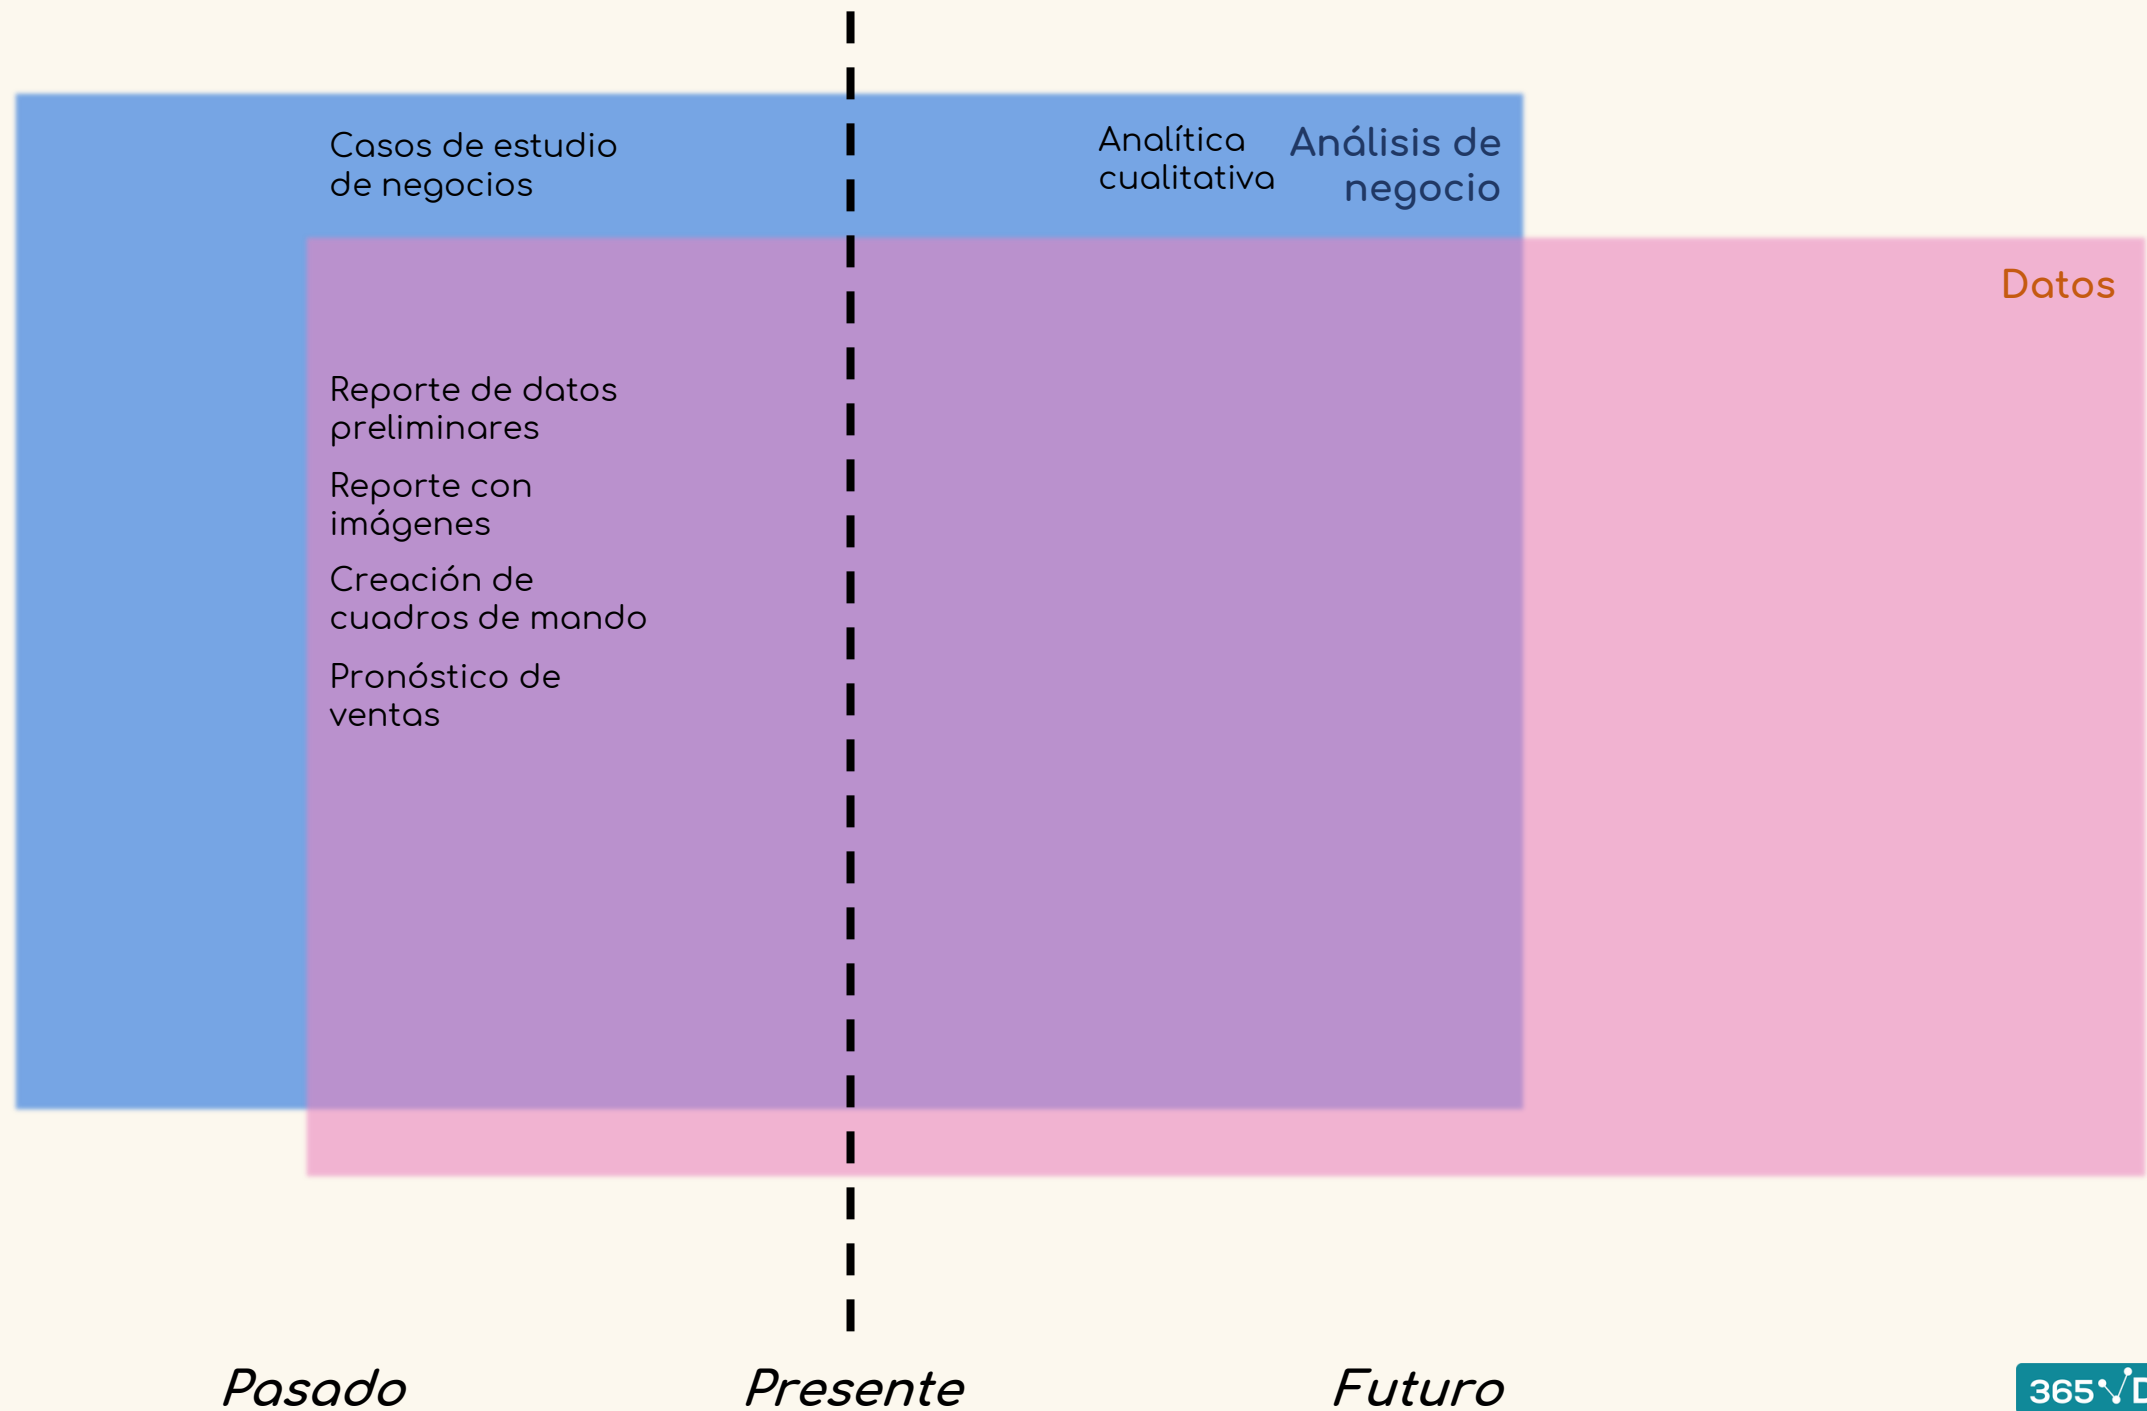 Casos de estudio
de negocios
Analítica
cualitativa
Análisis de
negocio
Datos
Reporte de datos
preliminares
Reporte con
imágenes
Creación de
cuadros de mando
Pronóstico de
ventas
Pasado
Presente
Futuro
365